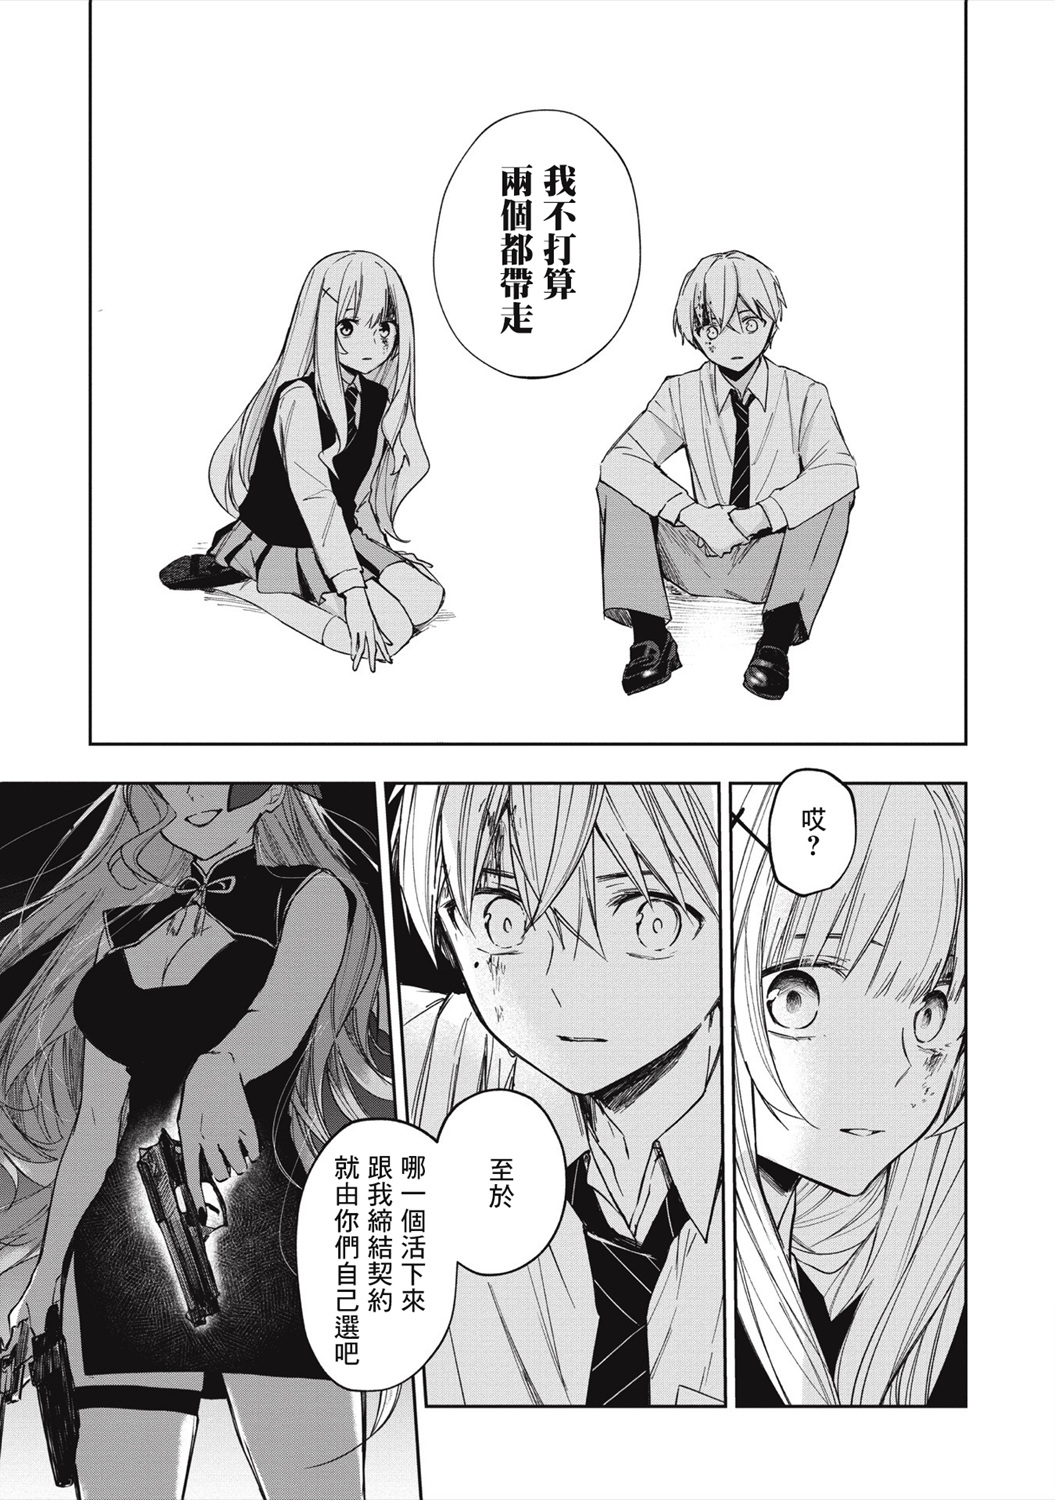 我不打算
兩個都帶走
哎?
至於
哪一個活下來
跟我締結契約
就由你們自己選吧